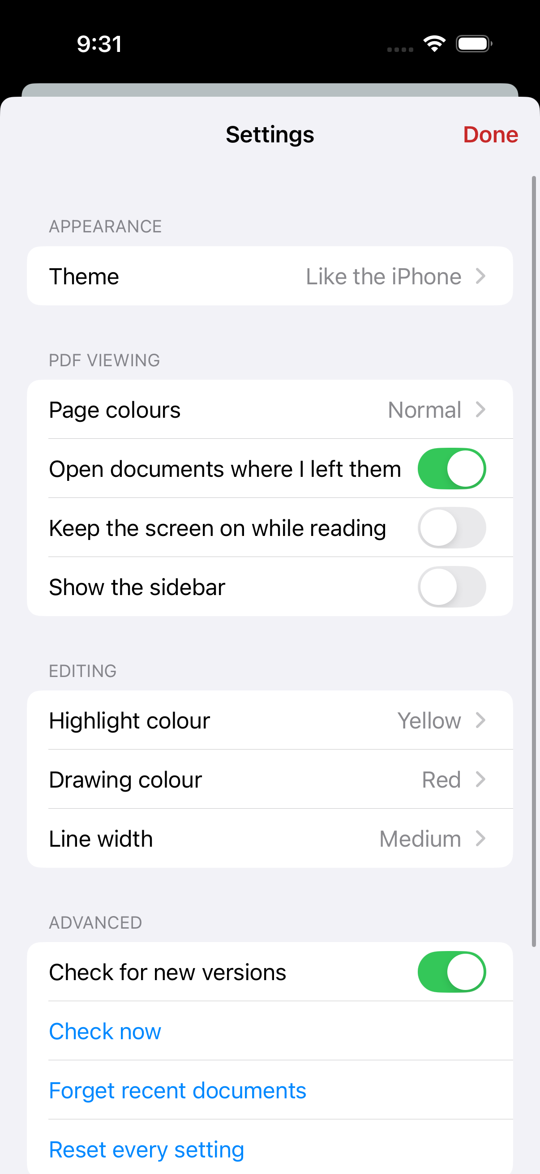 9:31
Settings
Done
APPEARANCE
Theme
Like the iPhone
PDF VIEWING
Page colours
Normal
Open documents where I left them
Keep the screen on while reading
Show the sidebar
EDITING
Highlight colour
Yellow
Drawing colour
Red
Line width
Medium
ADVANCED
Check for new versions
Check now
Forget recent documents
Reset every setting